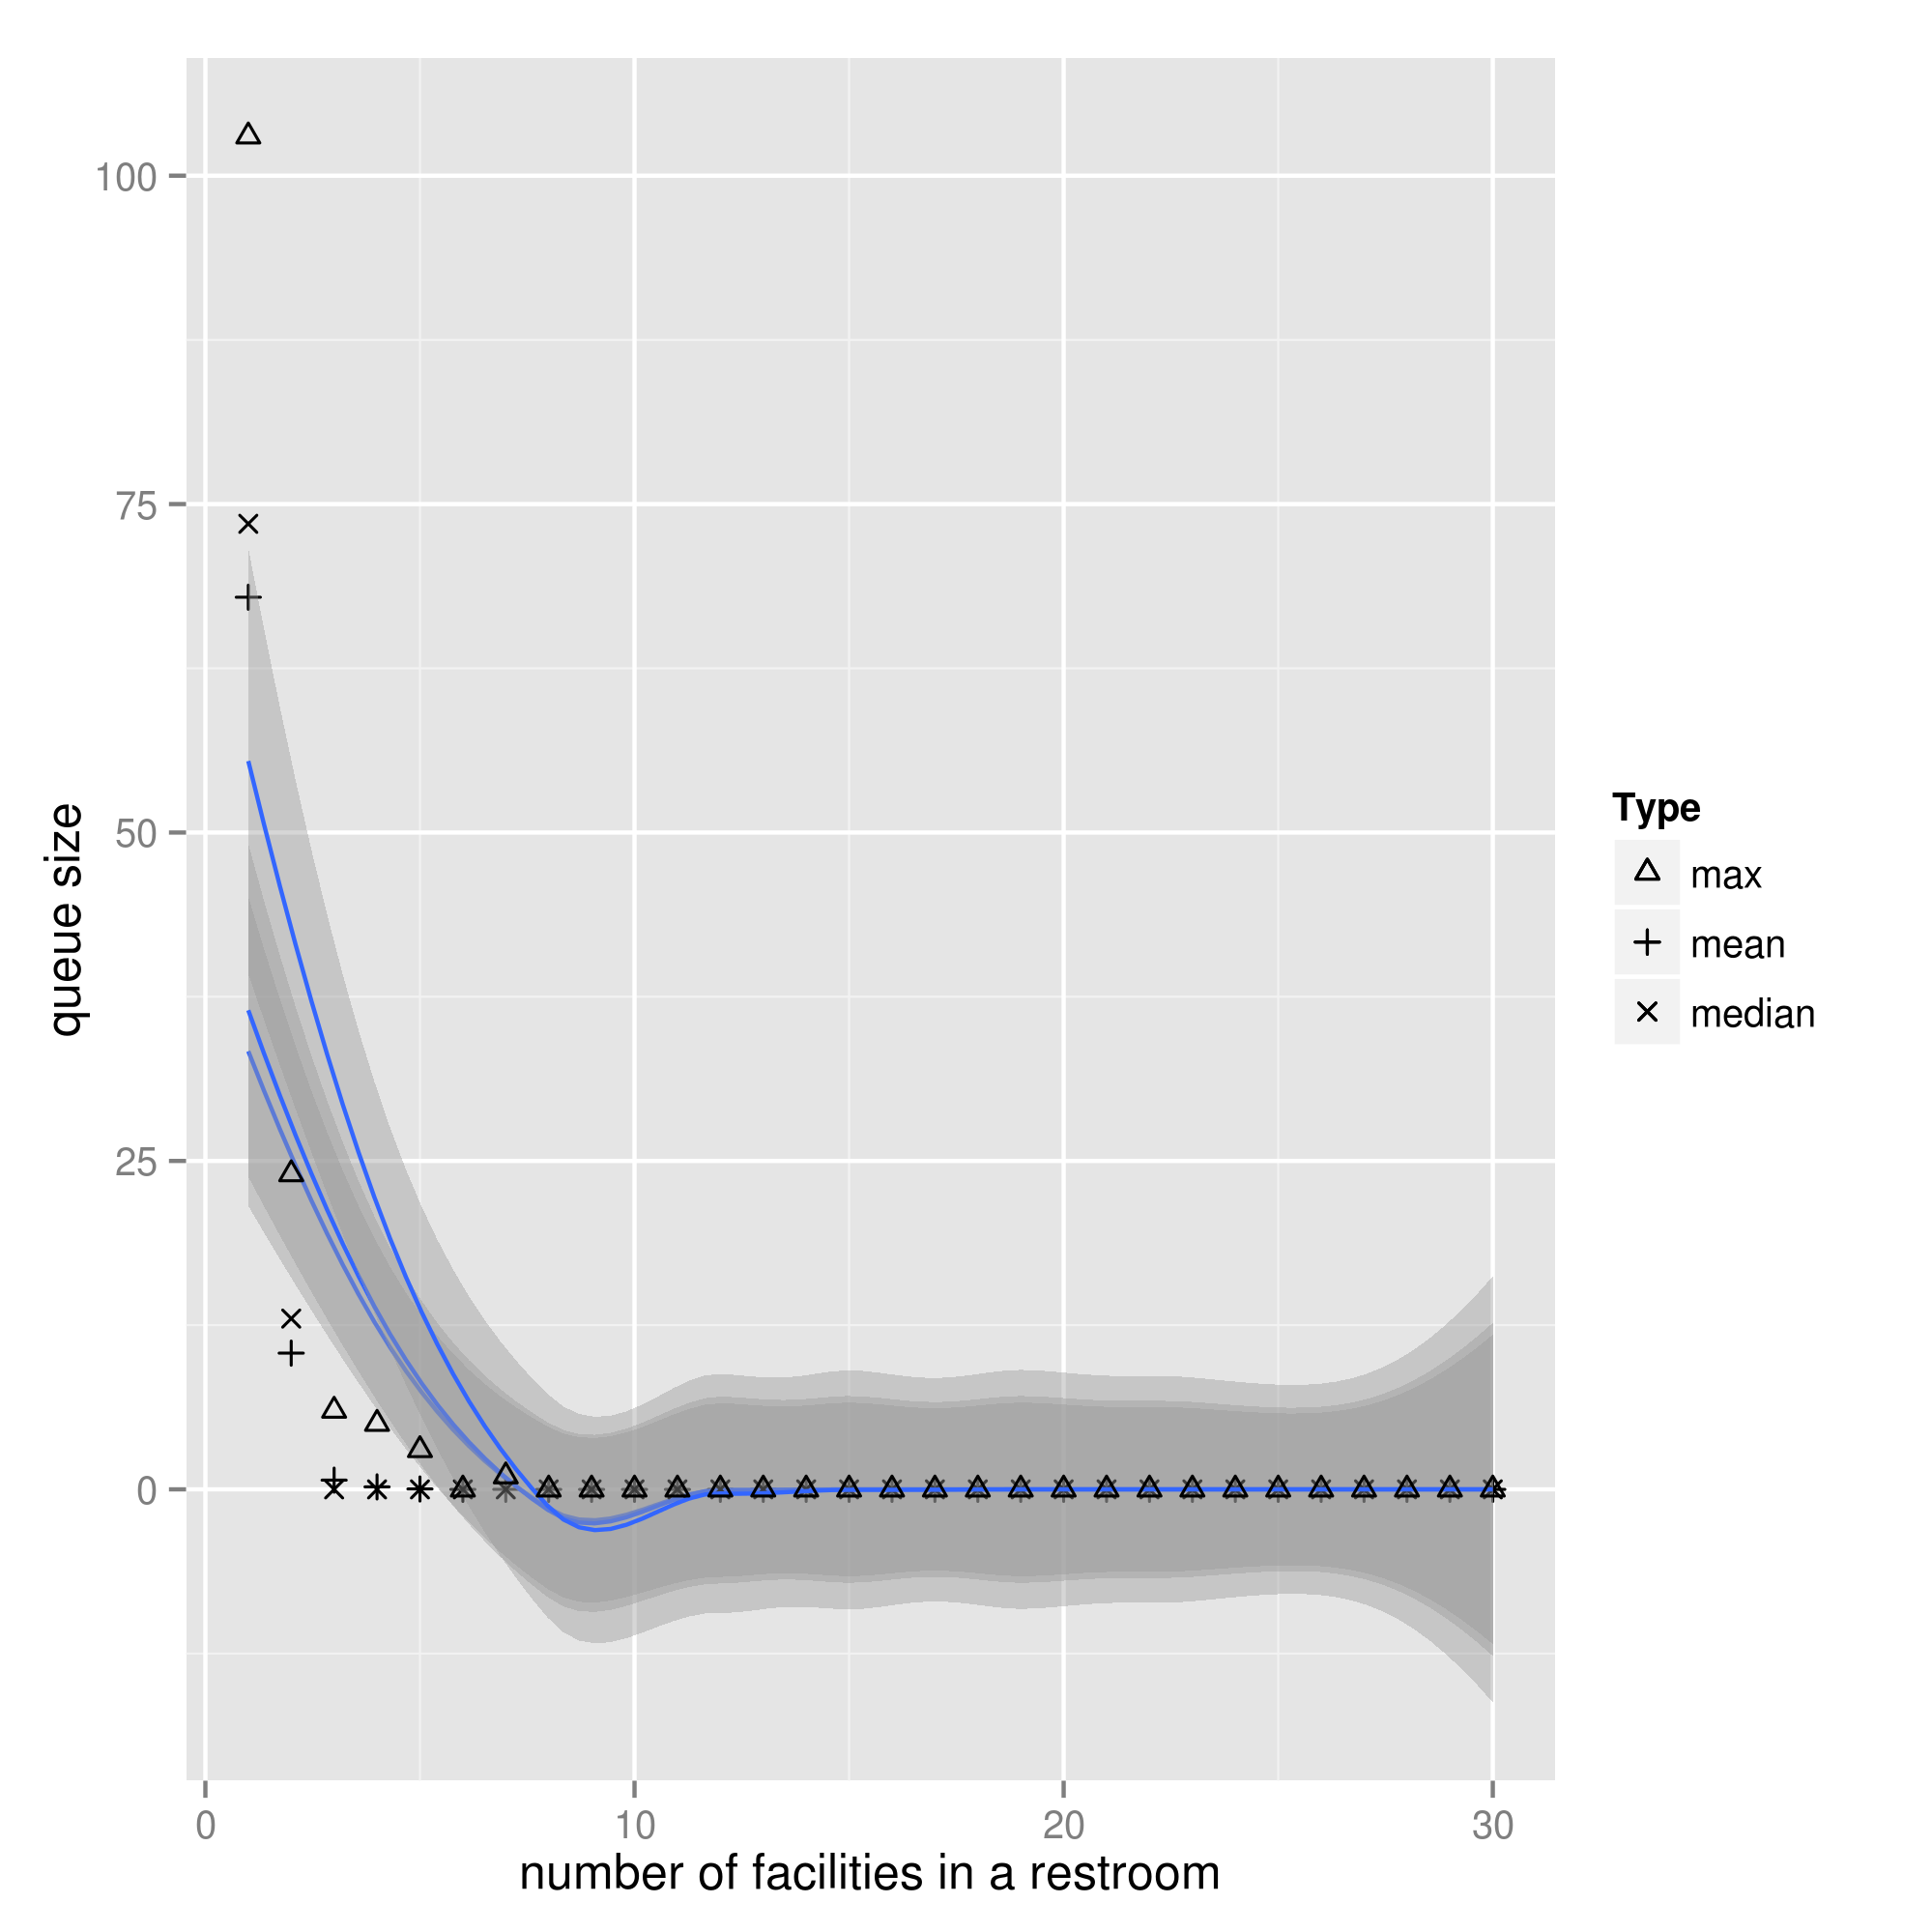 100
75
50
25
0
queue size
0 10 20 30
number of facilities in a restroom
Type
max
mean
median